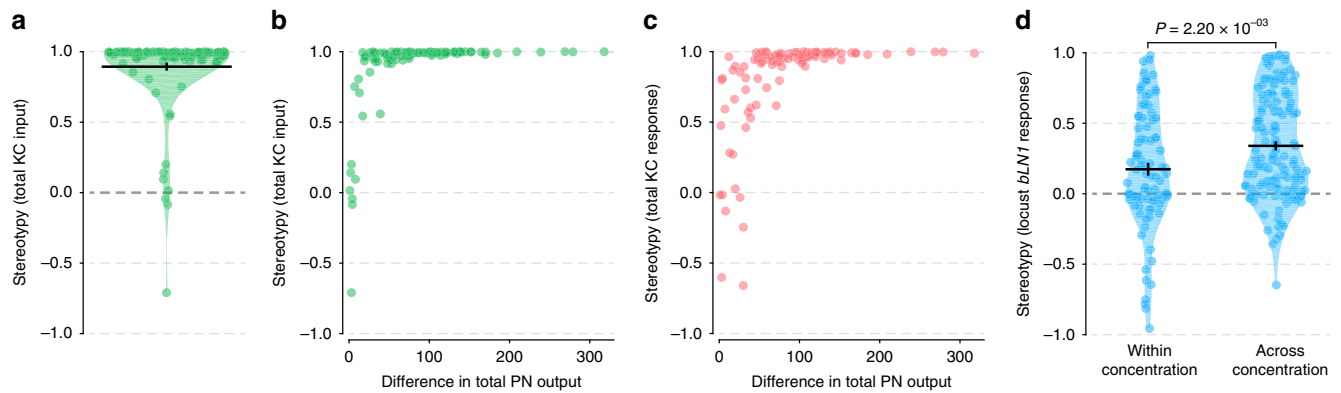 a
b
c
d
Stereotypy (total KC input)
1.0
0.5
0.0
–0.5
–1.0
Stereotypy (total KC input)
1.0
0.5
0.0
–0.5
–1.0
0
100
200
300
Difference in total PN output
Stereotypy (total KC response)
1.0
0.5
0.0
–0.5
–1.0
0
100
200
300
Difference in total PN output
P = 2.20 × 10⁻⁰³
Stereotypy (locust bLN1 response)
1.0
0.5
0.0
–0.5
–1.0
Within
concentration
Across
concentration